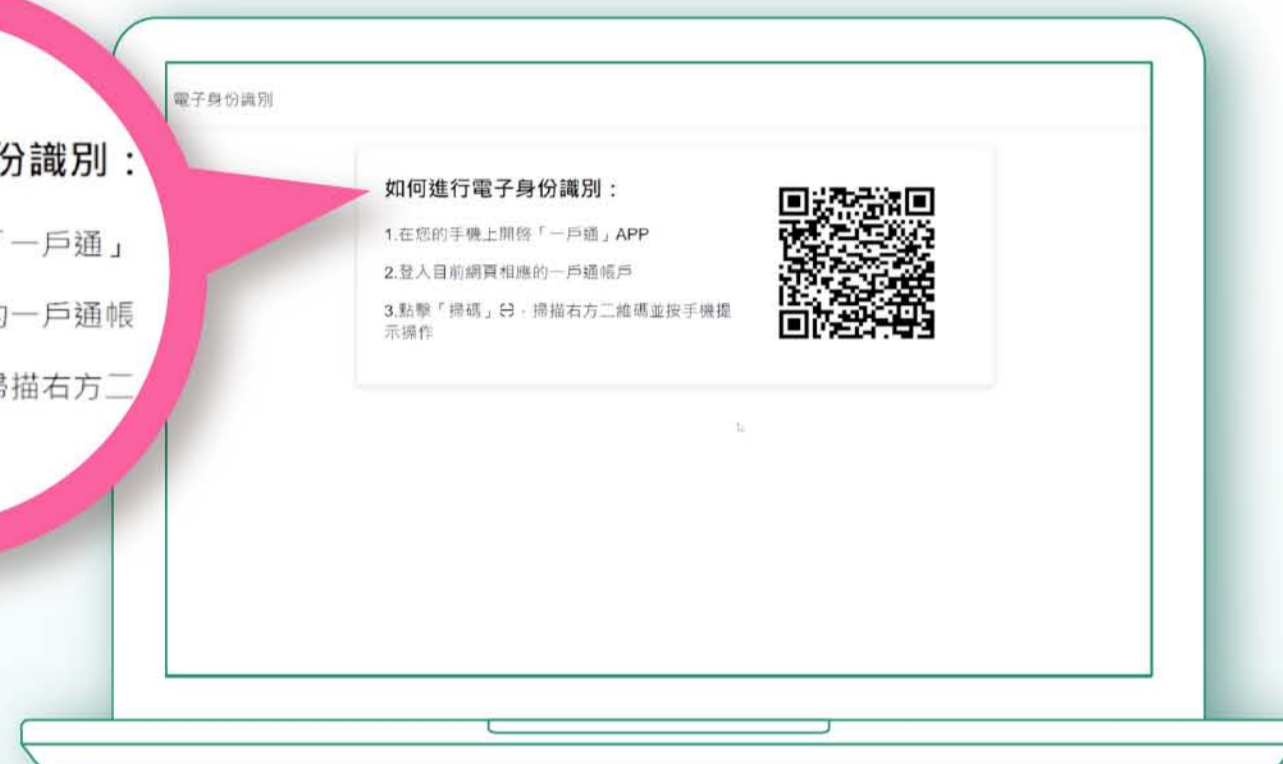 電子身份識別
份識別：
「一戶通」
的一戶通帳
掃描右方二
如何進行電子身份識別：
1.在您的手機上開啓「一戶通」APP
2.登入目前網頁相應的一戶通帳戶
3.點擊「掃碼」，掃描右方二維碼並按手機提
示操作